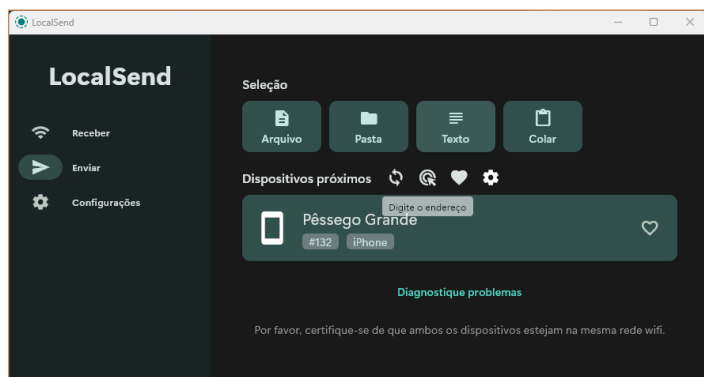 LocalSend
LocalSend
Receber
Enviar
Configurações
Seleção
Arquivo
Pasta
Texto
Colar
Dispositivos próximos
Digite o endereço
Pêssego Grande
#132
iPhone
Diagnostique problemas
Por favor, certifique-se de que ambos os dispositivos estejam na mesma rede wifi.